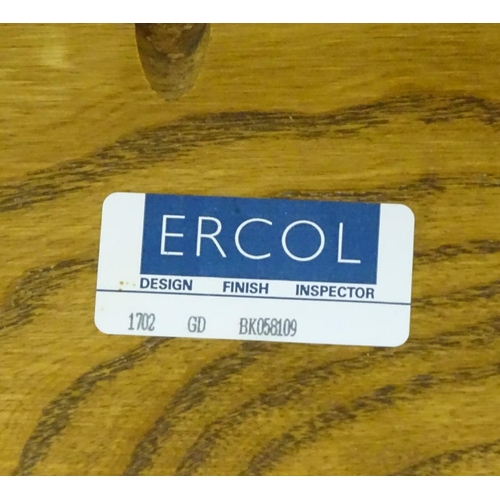 ERCOL
DESIGN FINISH INSPECTOR
1702 GD BK058109